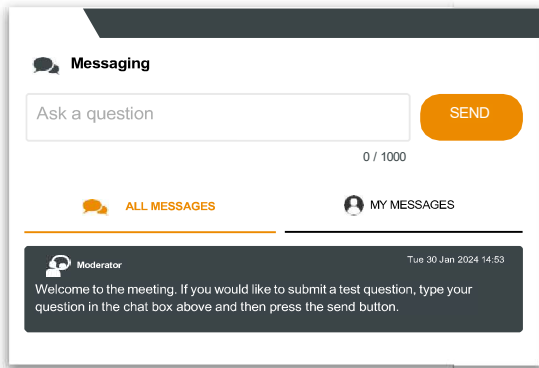 Messaging
Ask a question
SEND
0 / 1000
ALL MESSAGES
MY MESSAGES
Moderator
Tue 30 Jan 2024 14:53
Welcome to the meeting. If you would like to submit a test question, type your
question in the chat box above and then press the send button.